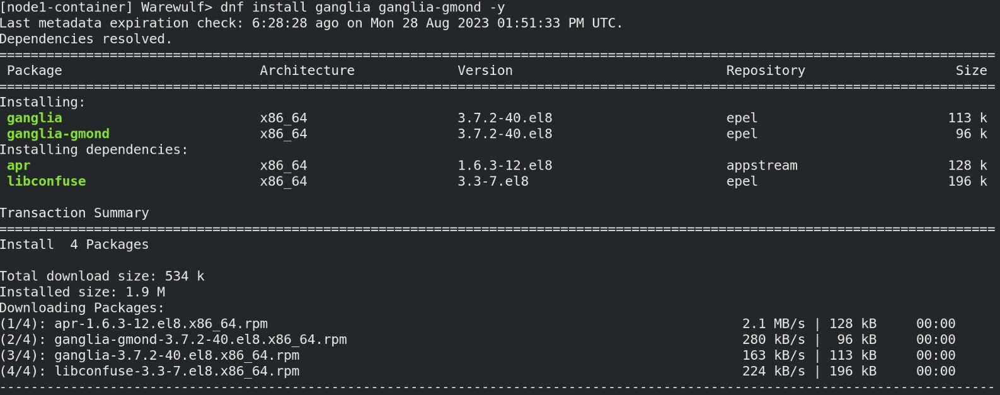 [node1-container] Warewulf> dnf install ganglia ganglia-gmond -y
Last metadata expiration check: 6:28:28 ago on Mon 28 Aug 2023 01:51:33 PM UTC.
Dependencies resolved.
================================================================================
Package Architecture Version Repository Size
================================================================================
Installing:
ganglia x86_64 3.7.2-40.el8 epel 113 k
ganglia-gmond x86_64 3.7.2-40.el8 epel 96 k
Installing dependencies:
apr x86_64 1.6.3-12.el8 appstream 128 k
libconfuse x86_64 3.3-7.el8 epel 196 k
Transaction Summary
================================================================================
Install  4 Packages
Total download size: 534 k
Installed size: 1.9 M
Downloading Packages:
(1/4): apr-1.6.3-12.el8.x86_64.rpm 2.1 MB/s | 128 kB 00:00
(2/4): ganglia-gmond-3.7.2-40.el8.x86_64.rpm 280 kB/s |  96 kB 00:00
(3/4): ganglia-3.7.2-40.el8.x86_64.rpm 163 kB/s | 113 kB 00:00
(4/4): libconfuse-3.3-7.el8.x86_64.rpm 224 kB/s | 196 kB 00:00
--------------------------------------------------------------------------------